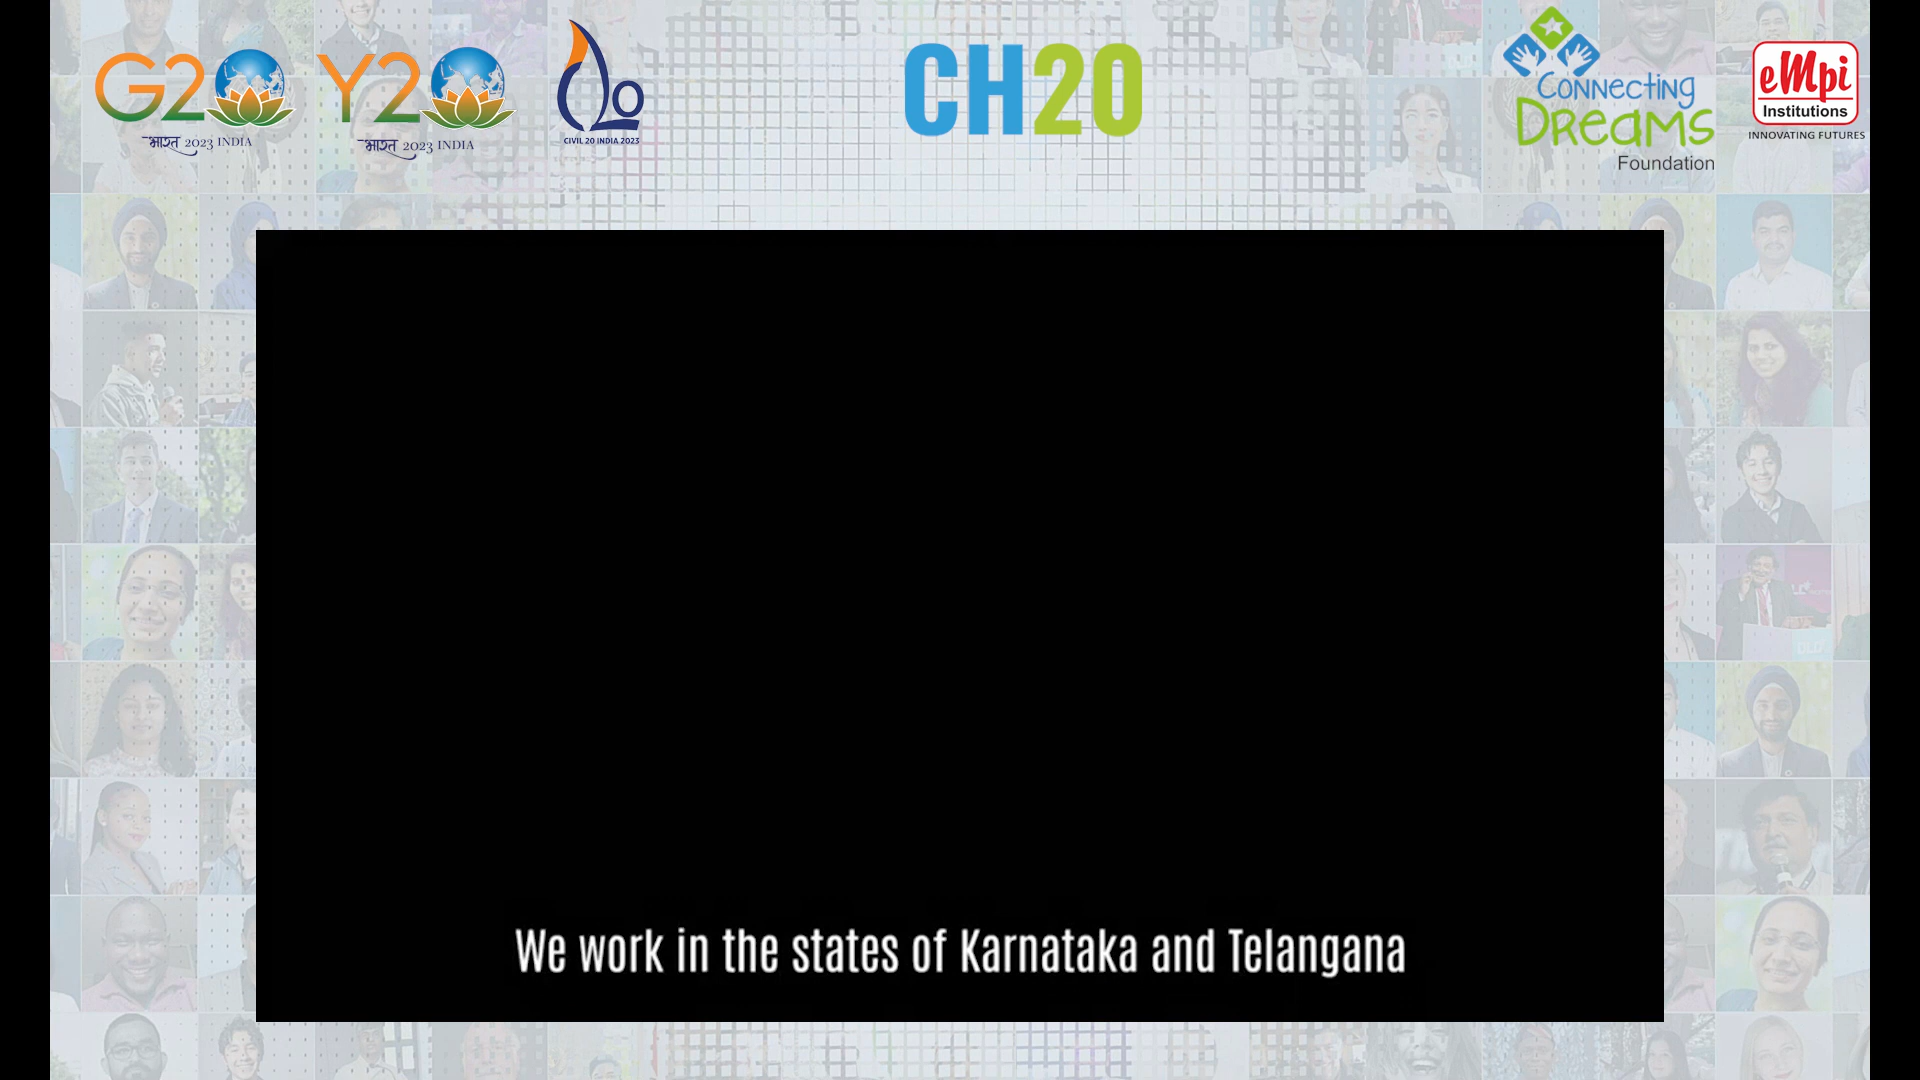 G20
भारत 2023 INDIA
Y20
भारत 2023 INDIA
CIVIL 20 INDIA 2023
CH20
Connecting
Dreams
Foundation
eMpi
Institutions
INNOVATING FUTURES
We work in the states of Karnataka and Telangana